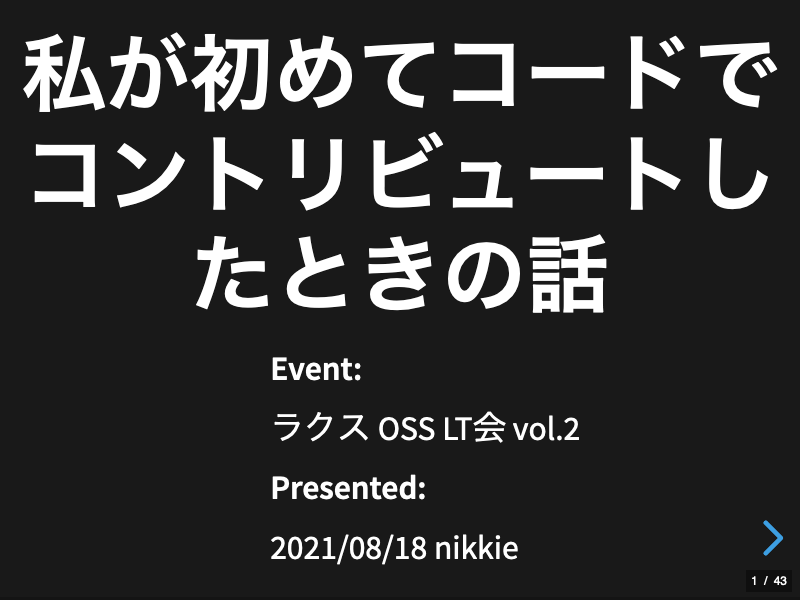 私が初めてコードで
コントリビュートし
たときの話
Event:
ラクス OSS LT会 vol.2
Presented:
2021/08/18 nikkie
1 / 43